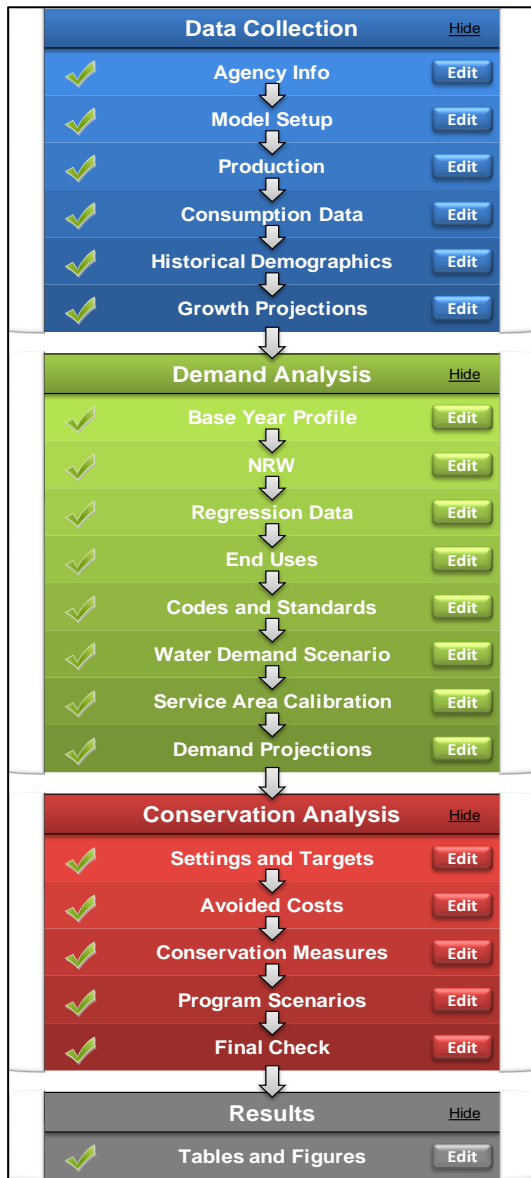 Data Collection Hide
Agency Info Edit
Model Setup Edit
Production Edit
Consumption Data Edit
Historical Demographics Edit
Growth Projections Edit
Demand Analysis Hide
Base Year Profile Edit
NRW Edit
Regression Data Edit
End Uses Edit
Codes and Standards Edit
Water Demand Scenario Edit
Service Area Calibration Edit
Demand Projections Edit
Conservation Analysis Hide
Settings and Targets Edit
Avoided Costs Edit
Conservation Measures Edit
Program Scenarios Edit
Final Check Edit
Results Hide
Tables and Figures Edit